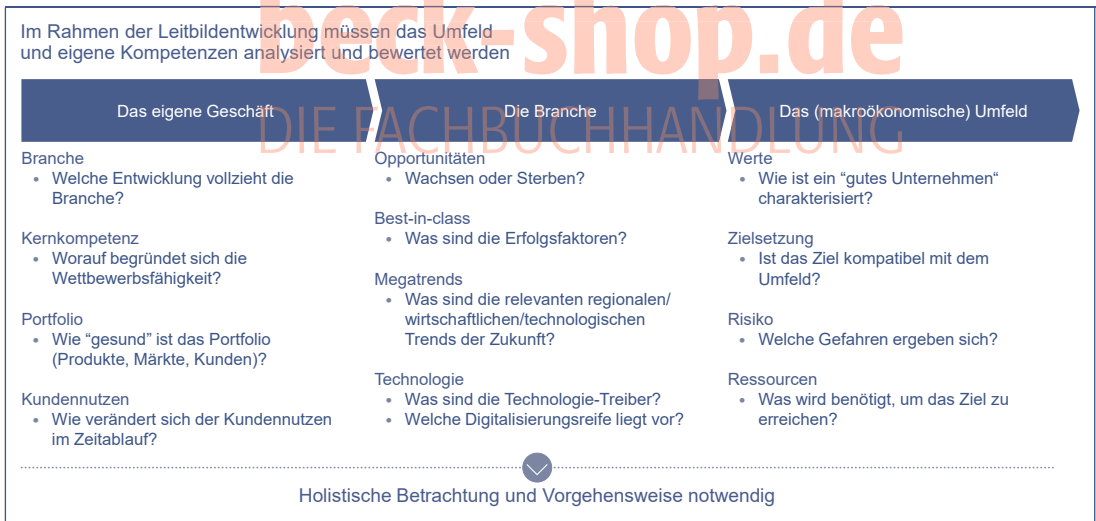 beck-shop.de
DIE FACHBUCHHANDLUNG
Im Rahmen der Leitbildentwicklung müssen das Umfeld
und eigene Kompetenzen analysiert und bewertet werden
Das eigene Geschäft
Branche
• Welche Entwicklung vollzieht die
Branche?
Kernkompetenz
• Worauf begründet sich die
Wettbewerbsfähigkeit?
Portfolio
• Wie “gesund” ist das Portfolio
(Produkte, Märkte, Kunden)?
Kundennutzen
• Wie verändert sich der Kundennutzen
im Zeitablauf?
Die Branche
Opportunitäten
• Wachsen oder Sterben?
Best-in-class
• Was sind die Erfolgsfaktoren?
Megatrends
• Was sind die relevanten regionalen/
wirtschaftlichen/technologischen
Trends der Zukunft?
Technologie
• Was sind die Technologie-Treiber?
• Welche Digitalisierungsreife liegt vor?
Das (makroökonomische) Umfeld
Werte
• Wie ist ein “gutes Unternehmen“
charakterisiert?
Zielsetzung
• Ist das Ziel kompatibel mit dem
Umfeld?
Risiko
• Welche Gefahren ergeben sich?
Ressourcen
• Was wird benötigt, um das Ziel zu
erreichen?
Holistische Betrachtung und Vorgehensweise notwendig